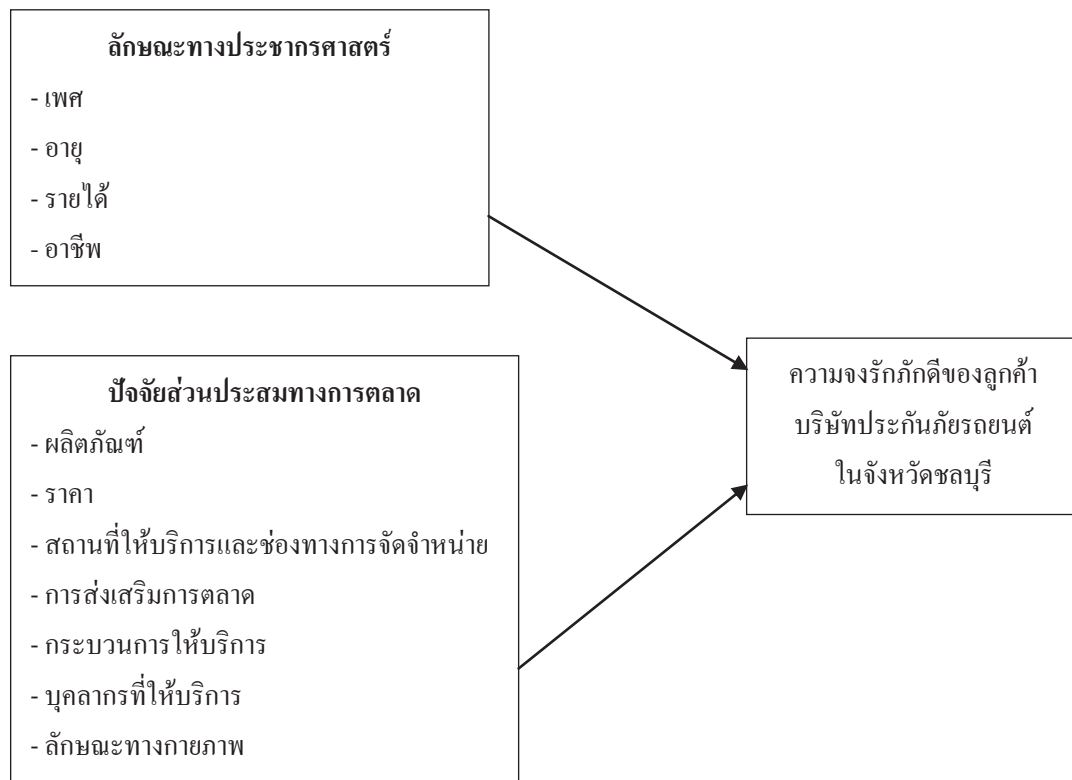 ลักษณะทางประชากรศาสตร์
- เพศ
- อายุ
- รายได้
- อาชีพ
ปัจจัยส่วนประสมทางการตลาด
- ผลิตภัณฑ์
- ราคา
- สถานที่ให้บริการและช่องทางการจัดจำหน่าย
- การส่งเสริมการตลาด
- กระบวนการให้บริการ
- บุคลากรที่ให้บริการ
- ลักษณะทางกายภาพ
ความจงรักภักดีของลูกค้า
บริษัทประกันภัยรถยนต์
ในจังหวัดชลบุรี